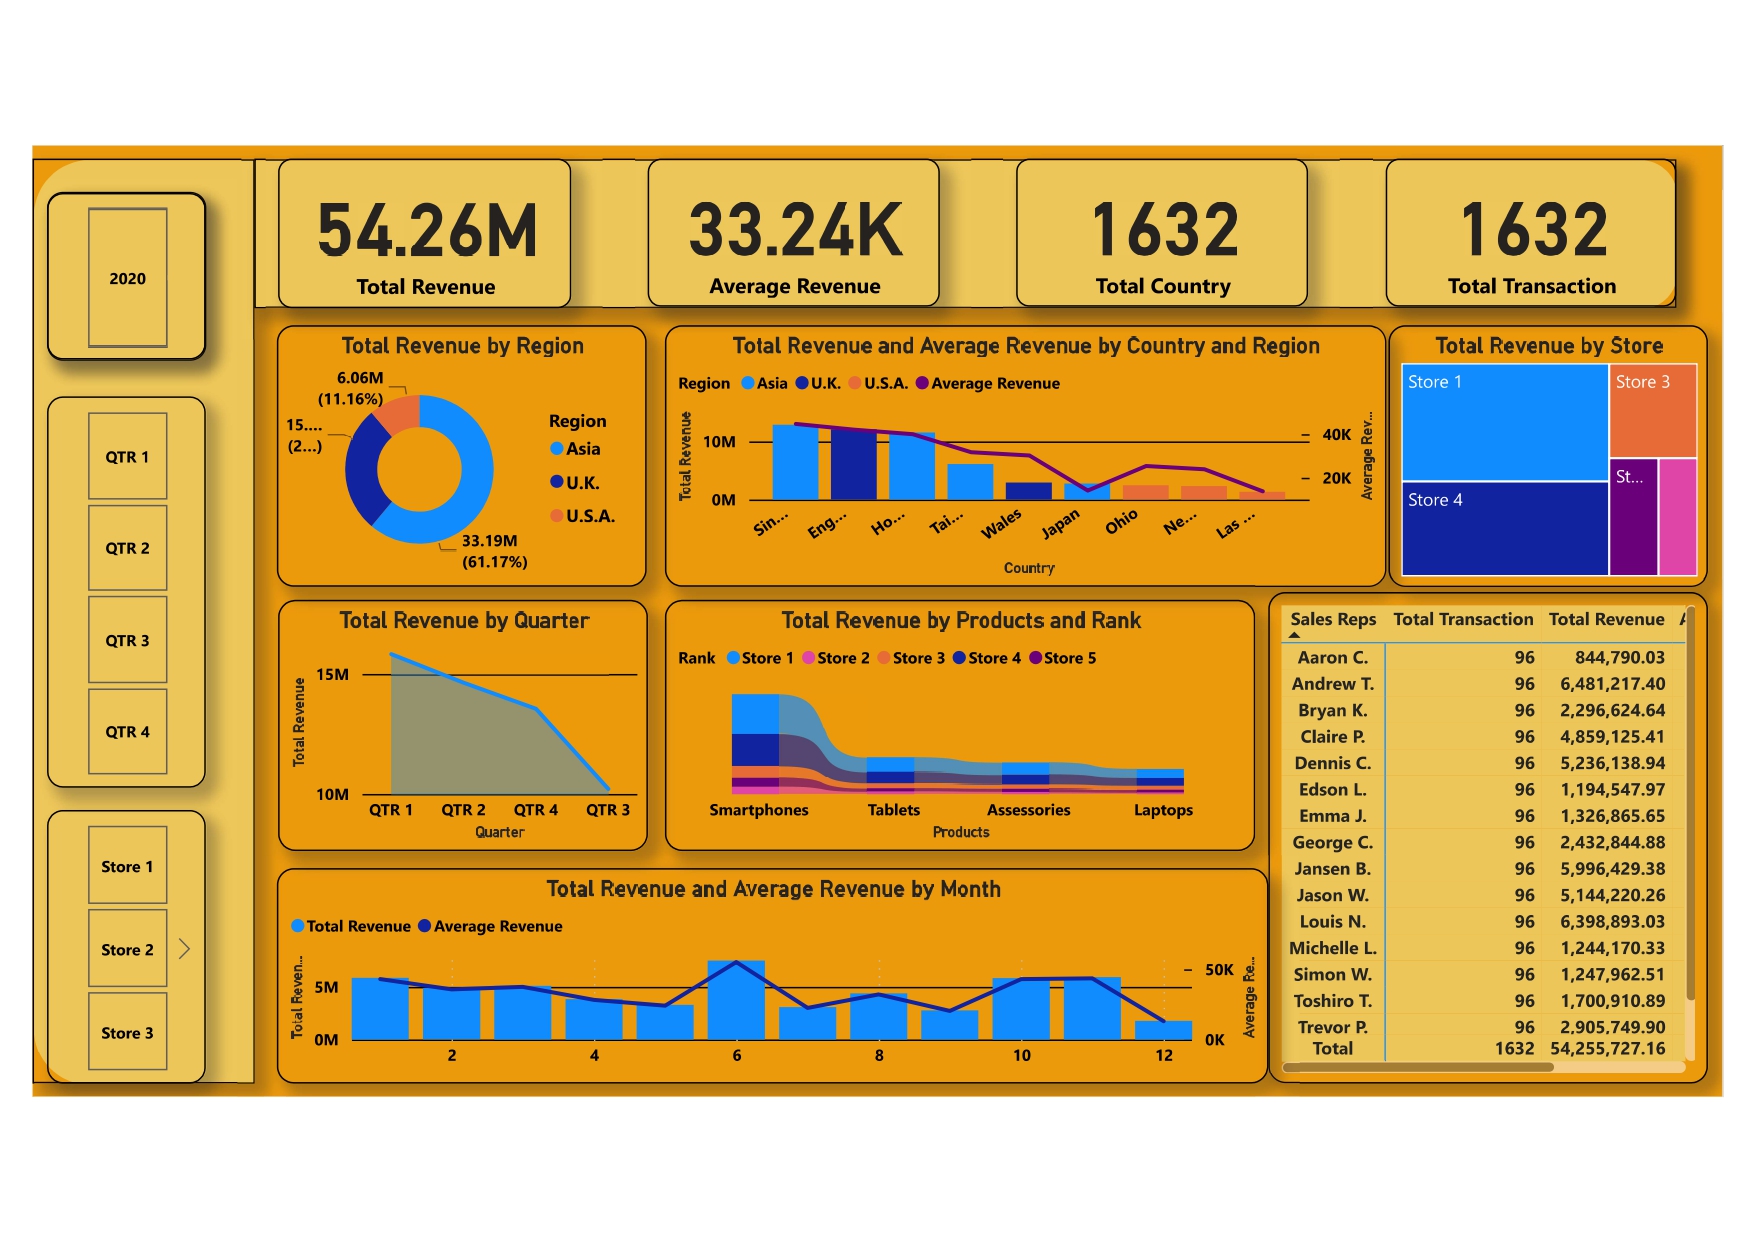 2020
QTR 1
QTR 2
QTR 3
QTR 4
Store 1
Store 2
Store 3
54.26M
Total Revenue
33.24K
Average Revenue
1632
Total Country
1632
Total Transaction
Total Revenue by Region
6.06M
(11.16%)
15....
(2...)
33.19M
(61.17%)
Region
Asia
U.K.
U.S.A.
Total Revenue and Average Revenue by Country and Region
Region Asia U.K. U.S.A. Average Revenue
Total Revenue
10M
0M
40K
20K
Average Rev...
Sin... Eng... Ho... Tai... Wales Japan Ohio Ne... Las ...
Country
Total Revenue by Store
Store 1
Store 3
Store 4
St...
Total Revenue by Quarter
Total Revenue
15M
10M
QTR 1 QTR 2 QTR 4 QTR 3
Quarter
Total Revenue by Products and Rank
Rank Store 1 Store 2 Store 3 Store 4 Store 5
Smartphones Tablets Assessories Laptops
Products
Sales Reps Total Transaction Total Revenue
Aaron C. 96 844,790.03
Andrew T. 96 6,481,217.40
Bryan K. 96 2,296,624.64
Claire P. 96 4,859,125.41
Dennis C. 96 5,236,138.94
Edson L. 96 1,194,547.97
Emma J. 96 1,326,865.65
George C. 96 2,432,844.88
Jansen B. 96 5,996,429.38
Jason W. 96 5,144,220.26
Louis N. 96 6,398,893.03
Michelle L. 96 1,244,170.33
Simon W. 96 1,247,962.51
Toshiro T. 96 1,700,910.89
Trevor P. 96 2,905,749.90
Total 1632 54,255,727.16
Total Revenue and Average Revenue by Month
Total Revenue Average Revenue
Total Reven...
5M
0M
50K
0K
Average Re...
2 4 6 8 10 12